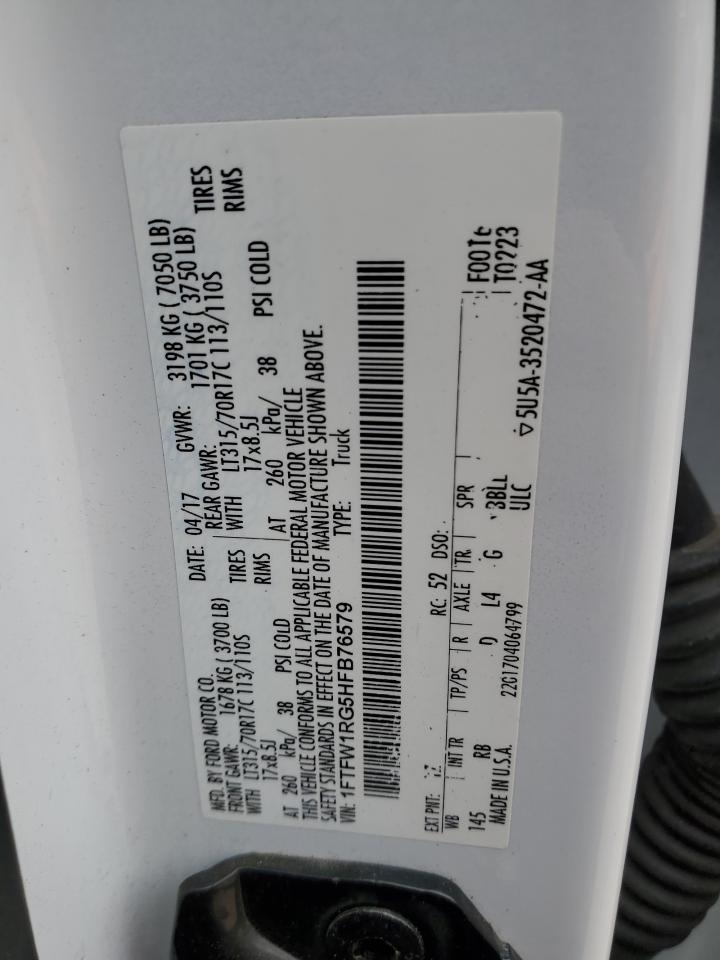 MFD. BY FORD MOTOR CO. DATE: 04/17 GVWR: 3198 KG ( 7050 LB)
FRONT GAWR: 1678 KG ( 3700 LB) REAR GAWR: 1701 KG ( 3750 LB)
WITH LT315/70R17C 113/110S TIRES WITH LT315/70R17C 113/110S TIRES
17x8.5J RIMS 17x8.5J RIMS
AT 260 kPa/ 38 PSI COLD AT 260 kPa/ 38 PSI COLD
THIS VEHICLE CONFORMS TO ALL APPLICABLE FEDERAL MOTOR VEHICLE
SAFETY STANDARDS IN EFFECT ON THE DATE OF MANUFACTURE SHOWN ABOVE.
VIN: 1FTFW1RG5HFB76579 TYPE: Truck
EXT PNT: RC: 52 DSO:
WB INT TR TP/PS R AXLE TR SPR
145 RB L4 G
MADE IN U.S.A. 22G1704064799 ULC
5U5A-3520472-AA